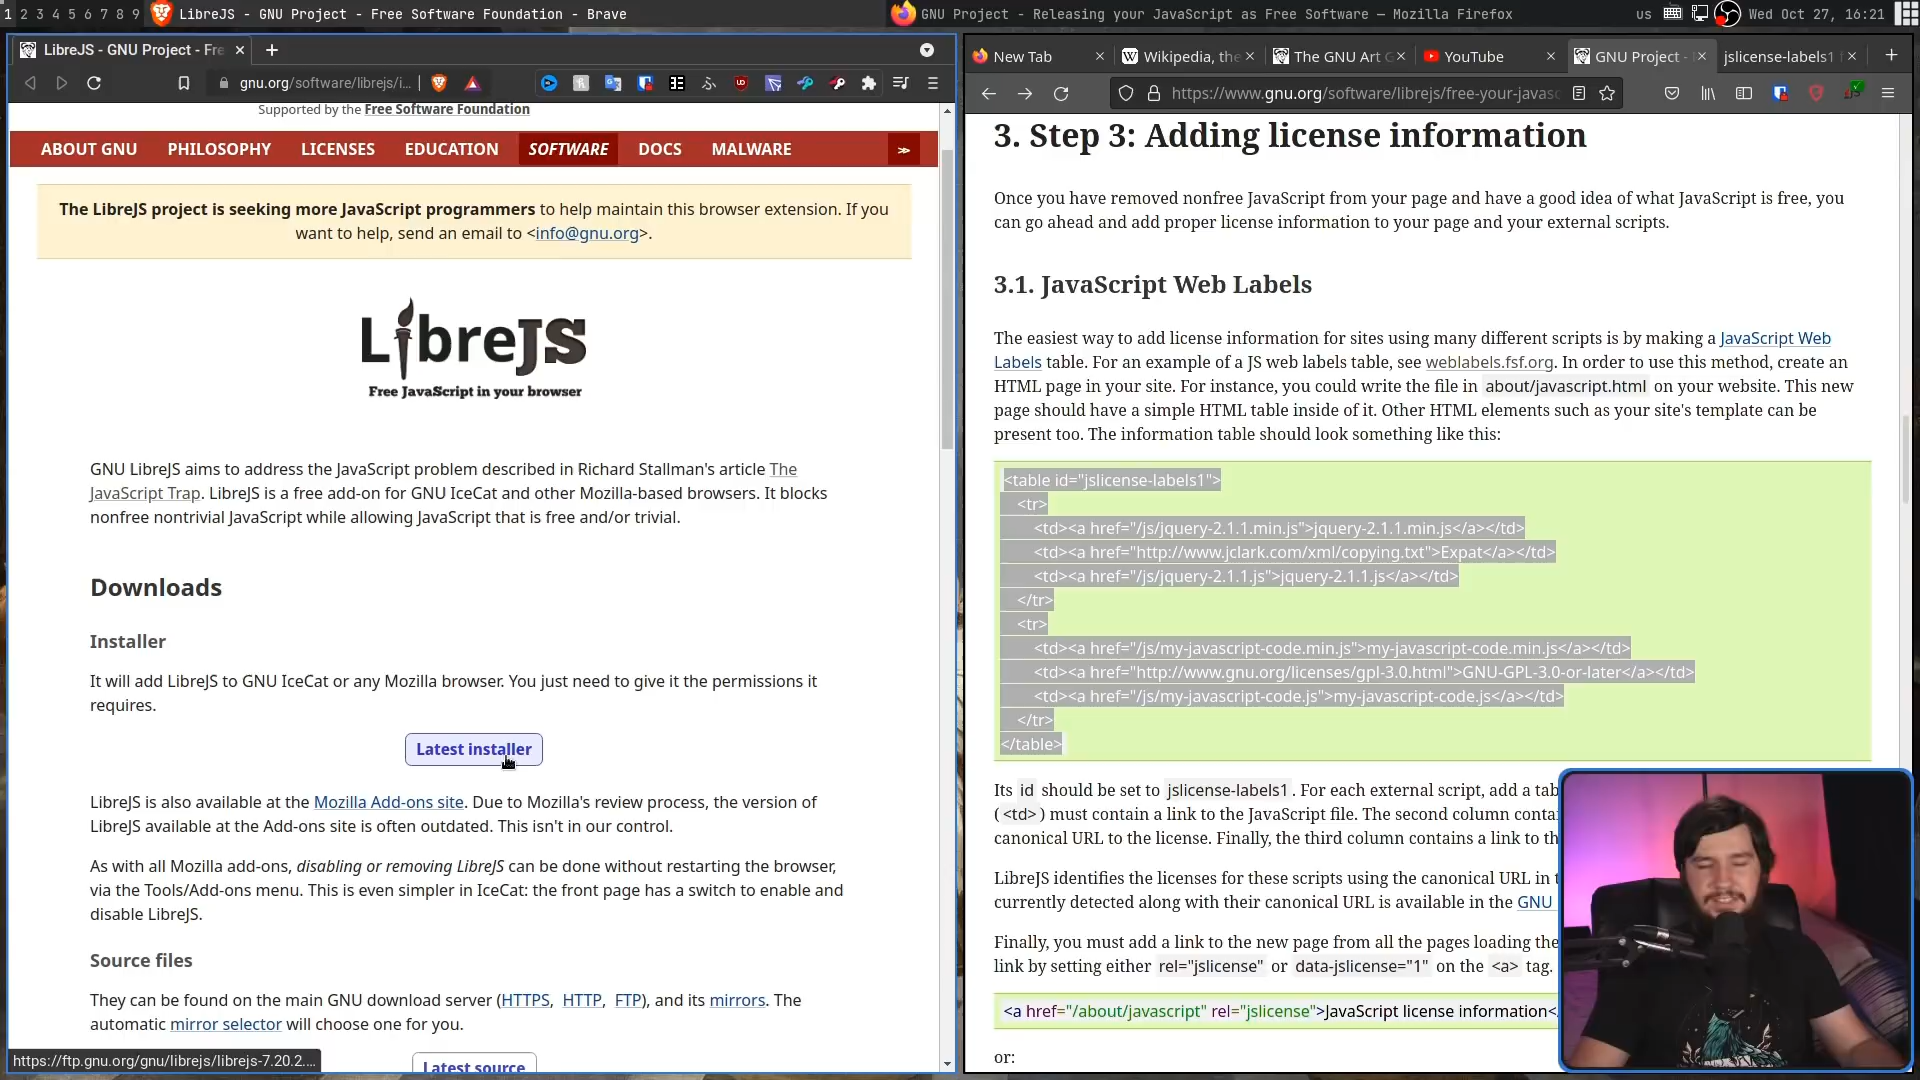 1 2 3 4 5 6 7 8 9 LibreJS - GNU Project - Free Software Foundation - Brave
GNU Project - Releasing your JavaScript as Free Software — Mozilla Firefox
us Wed Oct 27, 16:21
LibreJS - GNU Project - Fre
gnu.org/software/librejs/i...
Supported by the Free Software Foundation
ABOUT GNU PHILOSOPHY LICENSES EDUCATION SOFTWARE DOCS MALWARE >>
The LibreJS project is seeking more JavaScript programmers to help maintain this browser extension. If you
want to help, send an email to <info@gnu.org>.
LibreJS
Free JavaScript in your browser
GNU LibreJS aims to address the JavaScript problem described in Richard Stallman's article The
JavaScript Trap. LibreJS is a free add-on for GNU IceCat and other Mozilla-based browsers. It blocks
nonfree nontrivial JavaScript while allowing JavaScript that is free and/or trivial.
Downloads
Installer
It will add LibreJS to GNU IceCat or any Mozilla browser. You just need to give it the permissions it
requires.
Latest installer
LibreJS is also available at the Mozilla Add-ons site. Due to Mozilla's review process, the version of
LibreJS available at the Add-ons site is often outdated. This isn't in our control.
As with all Mozilla add-ons, disabling or removing LibreJS can be done without restarting the browser,
via the Tools/Add-ons menu. This is even simpler in IceCat: the front page has a switch to enable and
disable LibreJS.
Source files
They can be found on the main GNU download server (HTTPS, HTTP, FTP), and its mirrors. The
automatic mirror selector will choose one for you.
Latest source
https://ftp.gnu.org/gnu/librejs/librejs-7.20.2...
New Tab Wikipedia, the The GNU Art G YouTube GNU Project - jslicense-labels1
https://www.gnu.org/software/librejs/free-your-javasc
3. Step 3: Adding license information
Once you have removed nonfree JavaScript from your page and have a good idea of what JavaScript is free, you
can go ahead and add proper license information to your page and your external scripts.
3.1. JavaScript Web Labels
The easiest way to add license information for sites using many different scripts is by making a JavaScript Web
Labels table. For an example of a JS web labels table, see weblabels.fsf.org. In order to use this method, create an
HTML page in your site. For instance, you could write the file in about/javascript.html on your website. This new
page should have a simple HTML table inside of it. Other HTML elements such as your site's template can be
present too. The information table should look something like this:
<table id="jslicense-labels1">
<tr>
<td><a href="/js/jquery-2.1.1.min.js">jquery-2.1.1.min.js</a></td>
<td><a href="http://www.jclark.com/xml/copying.txt">Expat</a></td>
<td><a href="/js/jquery-2.1.1.js">jquery-2.1.1.js</a></td>
</tr>
<tr>
<td><a href="/js/my-javascript-code.min.js">my-javascript-code.min.js</a></td>
<td><a href="http://www.gnu.org/licenses/gpl-3.0.html">GNU-GPL-3.0-or-later</a></td>
<td><a href="/js/my-javascript-code.js">my-javascript-code.js</a></td>
</tr>
</table>
Its id should be set to jslicense-labels1. For each external script, add a tab
(<td>) must contain a link to the JavaScript file. The second column conta
canonical URL to the license. Finally, the third column contains a link to th
LibreJS identifies the licenses for these scripts using the canonical URL in t
currently detected along with their canonical URL is available in the GNU
Finally, you must add a link to the new page from all the pages loading the
link by setting either rel="jslicense" or data-jslicense="1" on the <a> tag.
<a href="/about/javascript" rel="jslicense">JavaScript license information<
or: